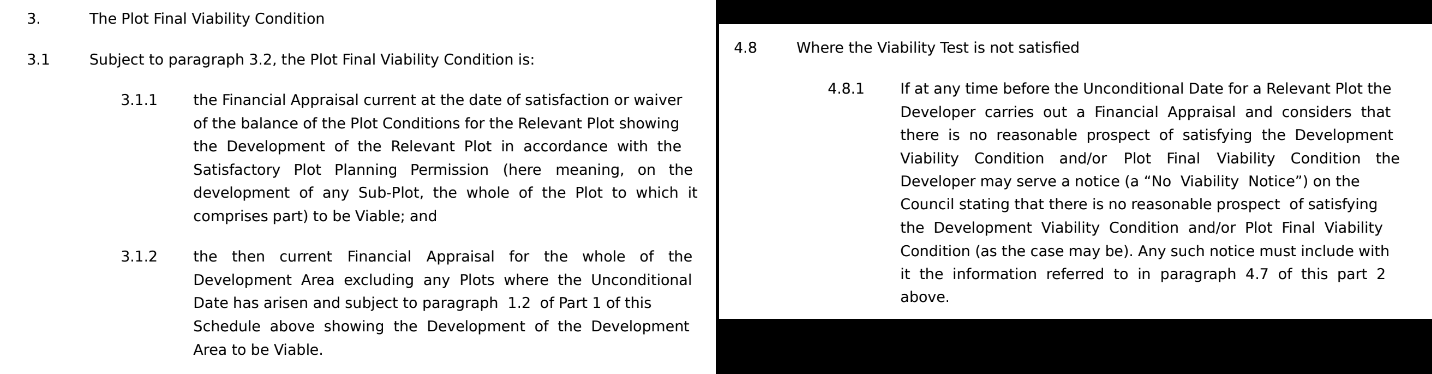 3. The Plot Final Viability Condition
3.1 Subject to paragraph 3.2, the Plot Final Viability Condition is:
3.1.1 the Financial Appraisal current at the date of satisfaction or waiver
of the balance of the Plot Conditions for the Relevant Plot showing
the Development of the Relevant Plot in accordance with the
Satisfactory Plot Planning Permission (here meaning, on the
development of any Sub-Plot, the whole of the Plot to which it
comprises part) to be Viable; and
3.1.2 the then current Financial Appraisal for the whole of the
Development Area excluding any Plots where the Unconditional
Date has arisen and subject to paragraph 1.2 of Part 1 of this
Schedule above showing the Development of the Development
Area to be Viable.
4.8 Where the Viability Test is not satisfied
4.8.1 If at any time before the Unconditional Date for a Relevant Plot the
Developer carries out a Financial Appraisal and considers that
there is no reasonable prospect of satisfying the Development
Viability Condition and/or Plot Final Viability Condition the
Developer may serve a notice (a “No Viability Notice”) on the
Council stating that there is no reasonable prospect of satisfying
the Development Viability Condition and/or Plot Final Viability
Condition (as the case may be). Any such notice must include with
it the information referred to in paragraph 4.7 of this part 2
above.